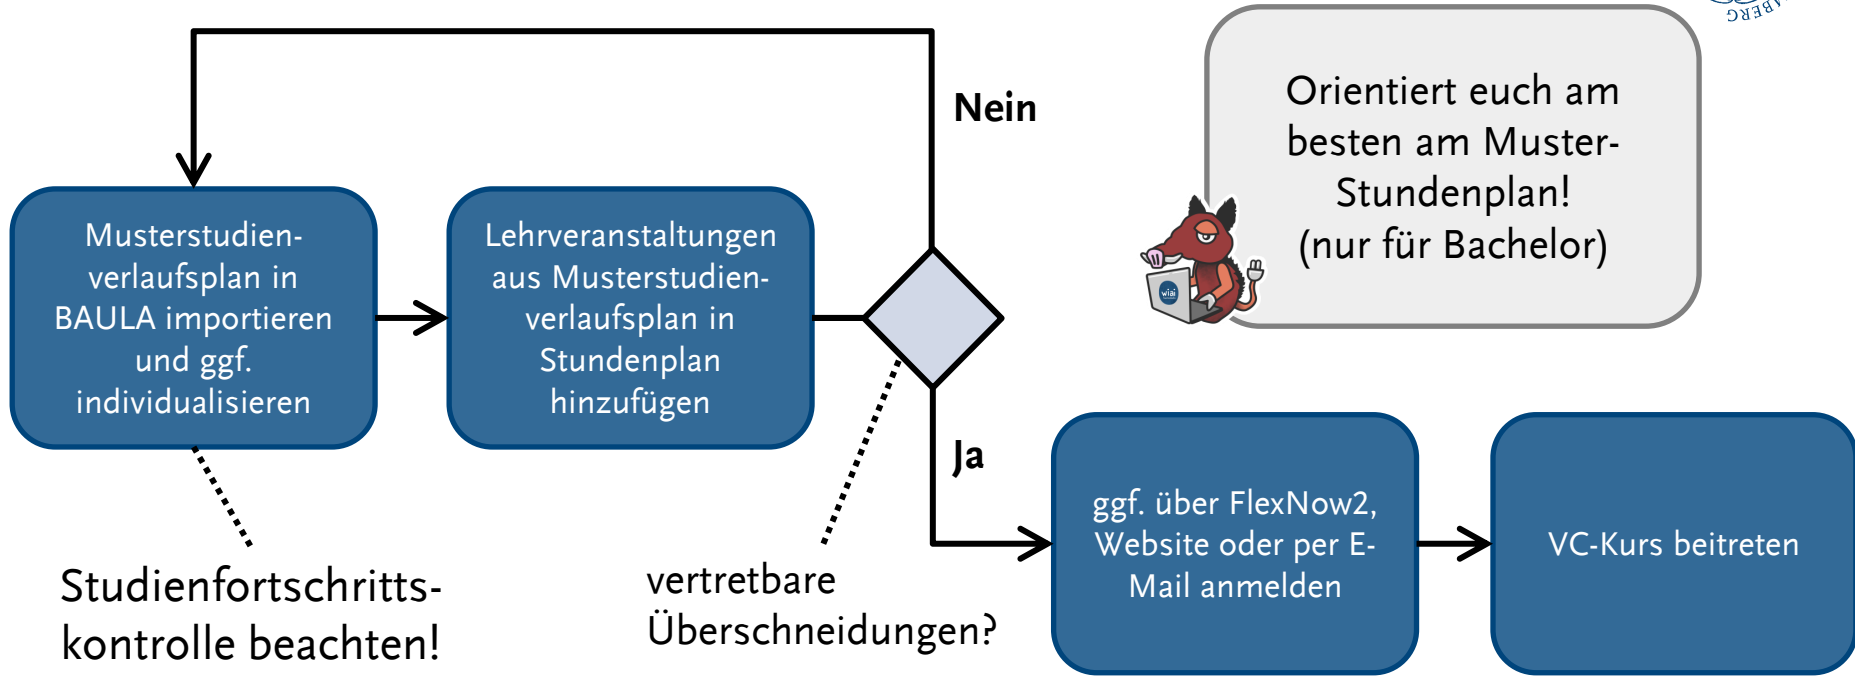 MBERG
Nein
Orientiert euch am
besten am Muster-
Stundenplan!
(nur für Bachelor)
wiai
Musterstudien-
verlaufsplan in
BAULA importieren
und ggf.
individualisieren
Lehrveranstaltungen
aus Musterstudien-
verlaufsplan in
Stundenplan
hinzufügen
Ja
ggf. über FlexNow2,
Website oder per E-
Mail anmelden
VC-Kurs beitreten
Studienfortschritts-
kontrolle beachten!
vertretbare
Überschneidungen?